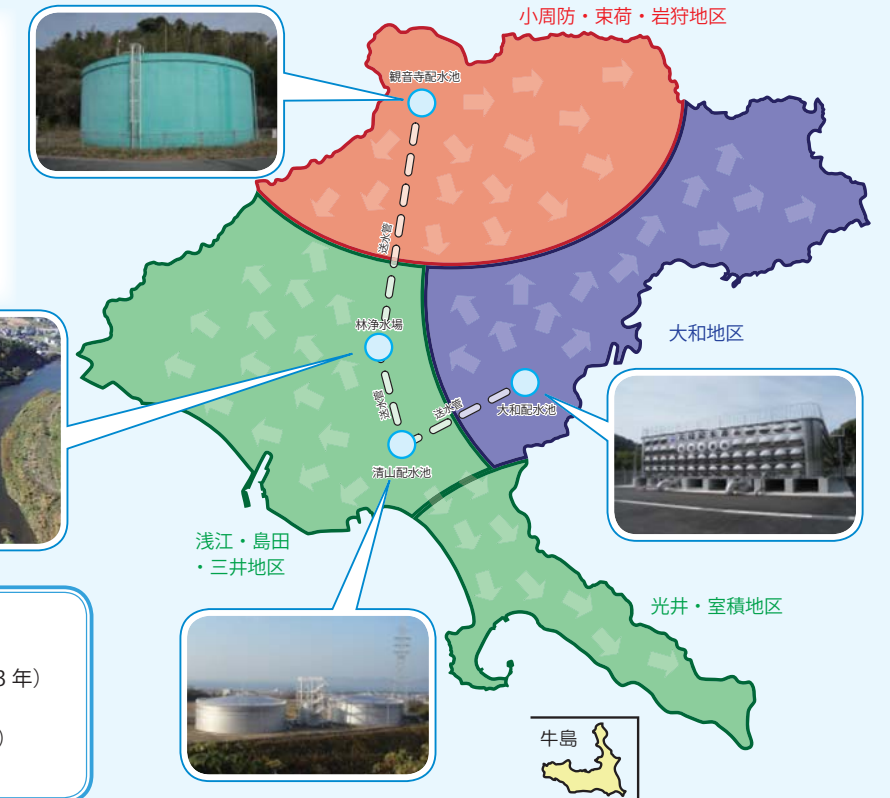 小周防・束荷・岩狩地区
観音寺配水池
送水管
林浄水場
大和地区
送水管
送水管
大和配水池
清山配水池
浅江・島田
・三井地区
光井・室積地区
3 年）
）
牛島